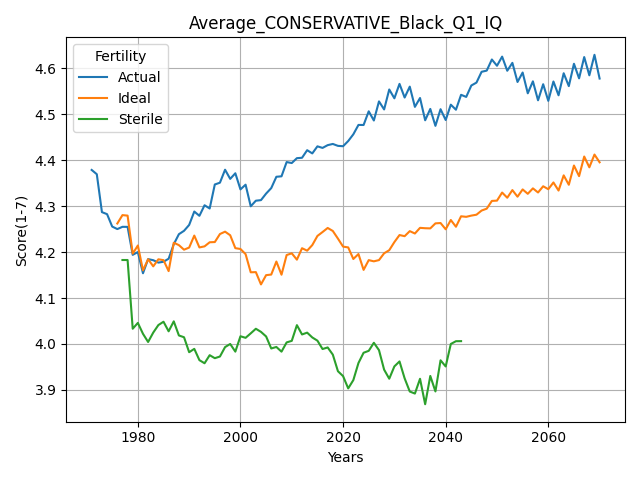 Average_CONSERVATIVE_Black_Q1_IQ
Fertility
Actual
Ideal
Sterile
Score(1-7)
4.6
4.5
4.4
4.3
4.2
4.1
4.0
3.9
1980 2000 2020 2040 2060
Years